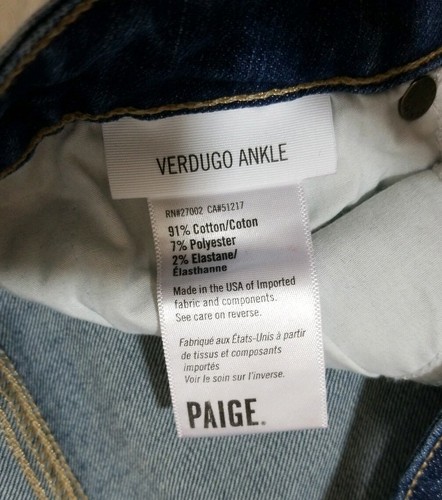 VERDUGO ANKLE
RN#27002 CA#51217
91% Cotton/Coton
7% Polyester
2% Elastane/
Élasthanne
Made in the USA of Imported
fabric and components.
See care on reverse.
Fabriqué aux États-Unis à partir
de tissus et composants
importés
Voir le soin sur l'inverse.
PAIGE.